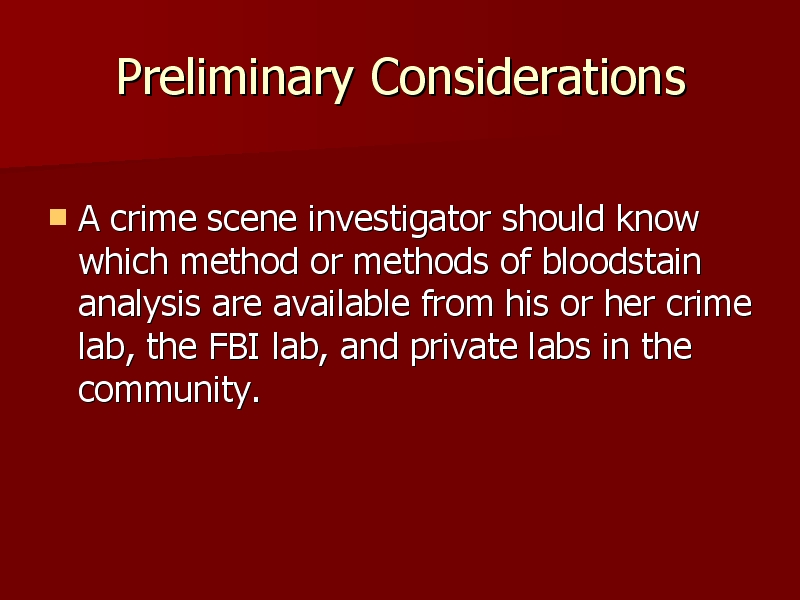 Preliminary Considerations
A crime scene investigator should know
which method or methods of bloodstain
analysis are available from his or her crime
lab, the FBI lab, and private labs in the
community.